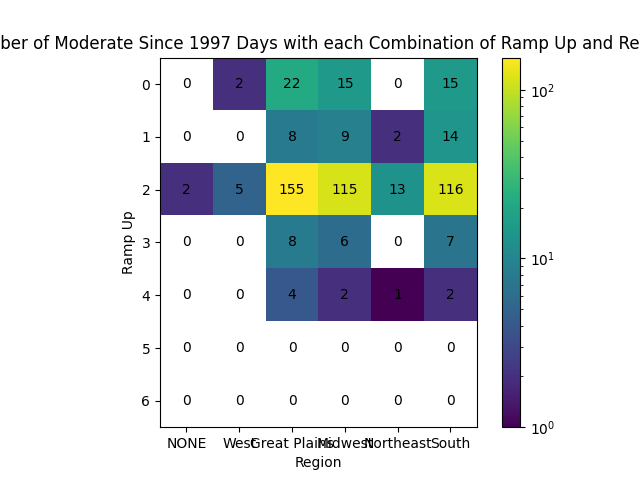 ber of Moderate Since 1997 Days with each Combination of Ramp Up and Re
0 0 2 22 15 0 15
1 0 0 8 9 2 14
2 2 5 155 115 13 116
3 0 0 8 6 0 7
4 0 0 4 2 1 2
5 0 0 0 0 0 0
6 0 0 0 0 0 0
NONE West Great Plains Midwest Northeast South
Region
Ramp Up
10²
10¹
10⁰